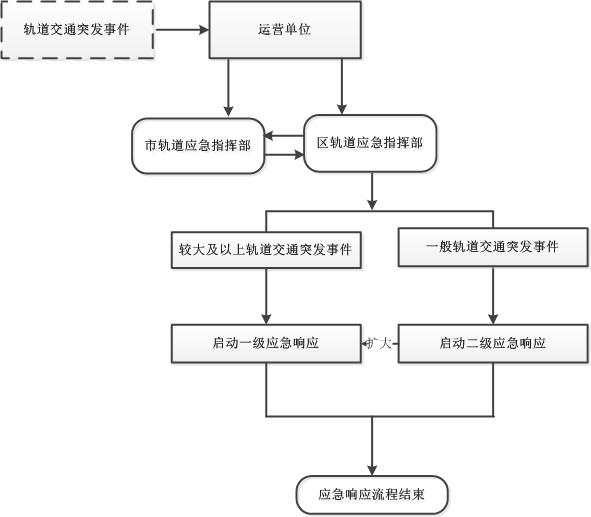 轨道交通突发事件
运营单位
市轨道应急指挥部
区轨道应急指挥部
较大及以上轨道交通突发事件
一般轨道交通突发事件
启动一级应急响应
扩大
启动二级应急响应
应急响应流程结束